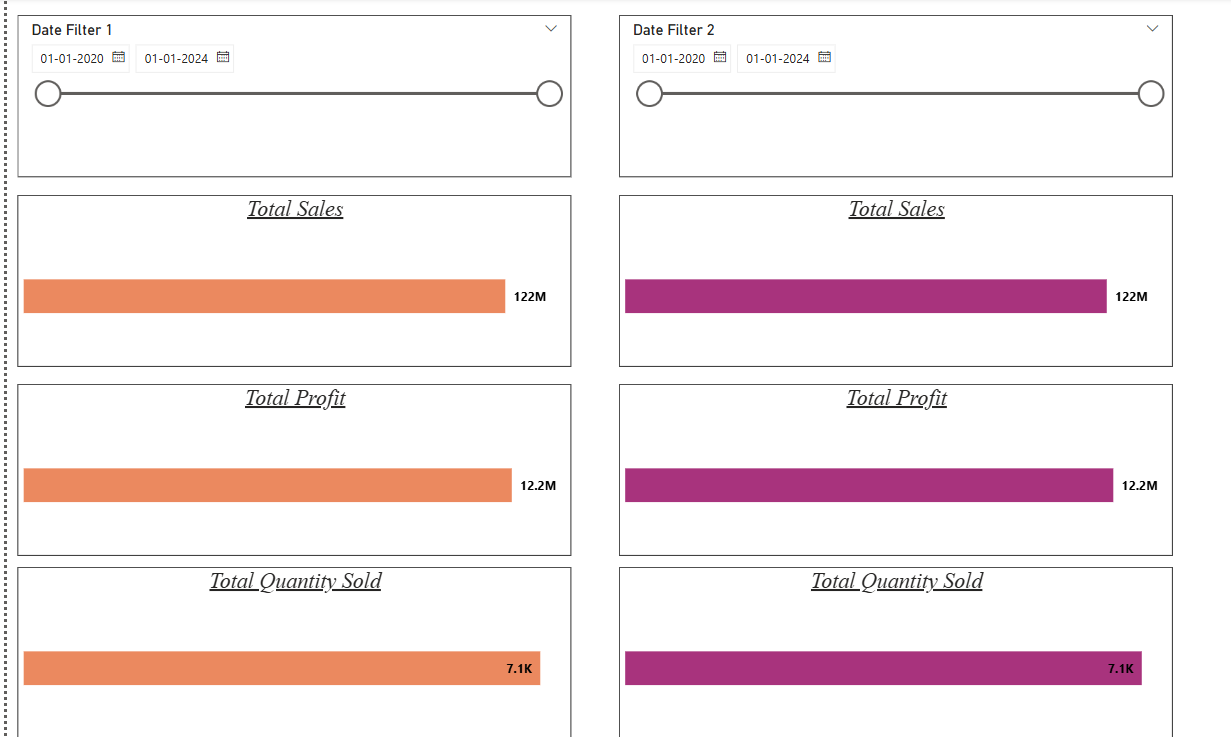 Date Filter 1
01-01-2020 01-01-2024
Total Sales
122M
Total Profit
12.2M
Total Quantity Sold
7.1K
Date Filter 2
01-01-2020 01-01-2024
Total Sales
122M
Total Profit
12.2M
Total Quantity Sold
7.1K